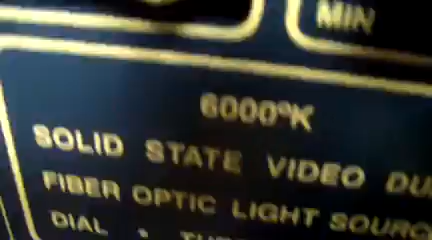 MIN
6000°K
SOLID STATE VIDEO
FIBER OPTIC LIGHT
DIAL